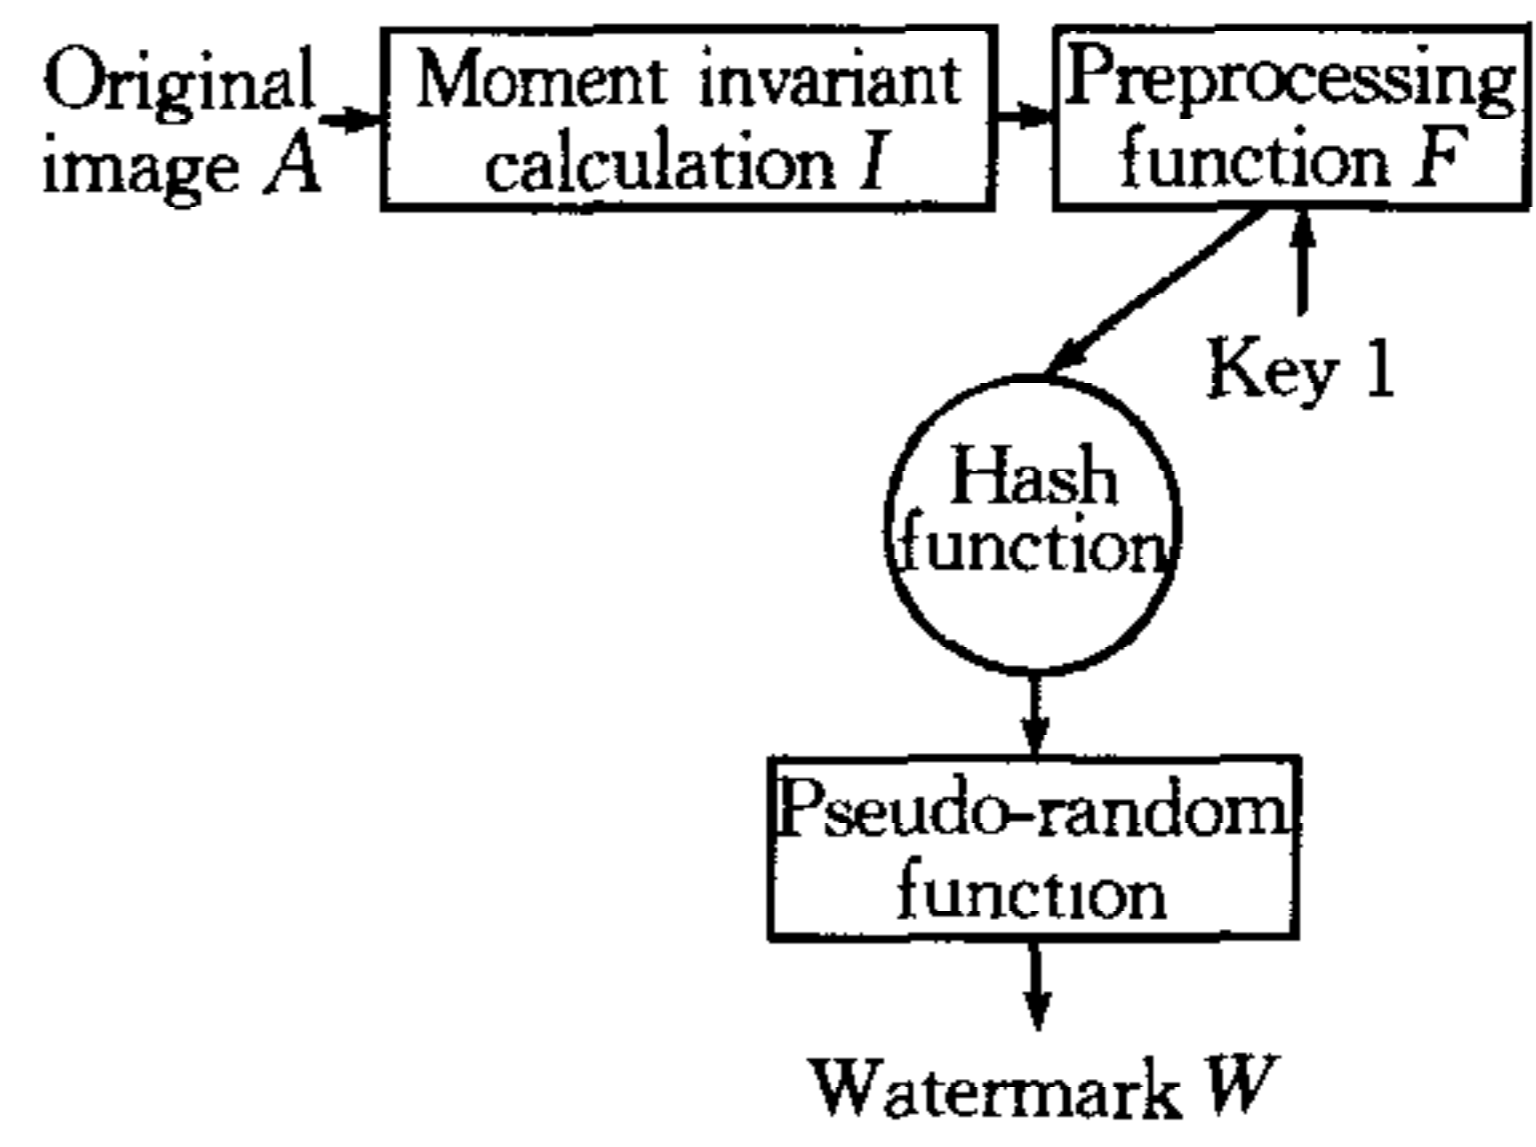 Original
image A
Moment invariant
calculation I
Preprocessing
function F
Key 1
Hash
function
Pseudo-random
function
Watermark W